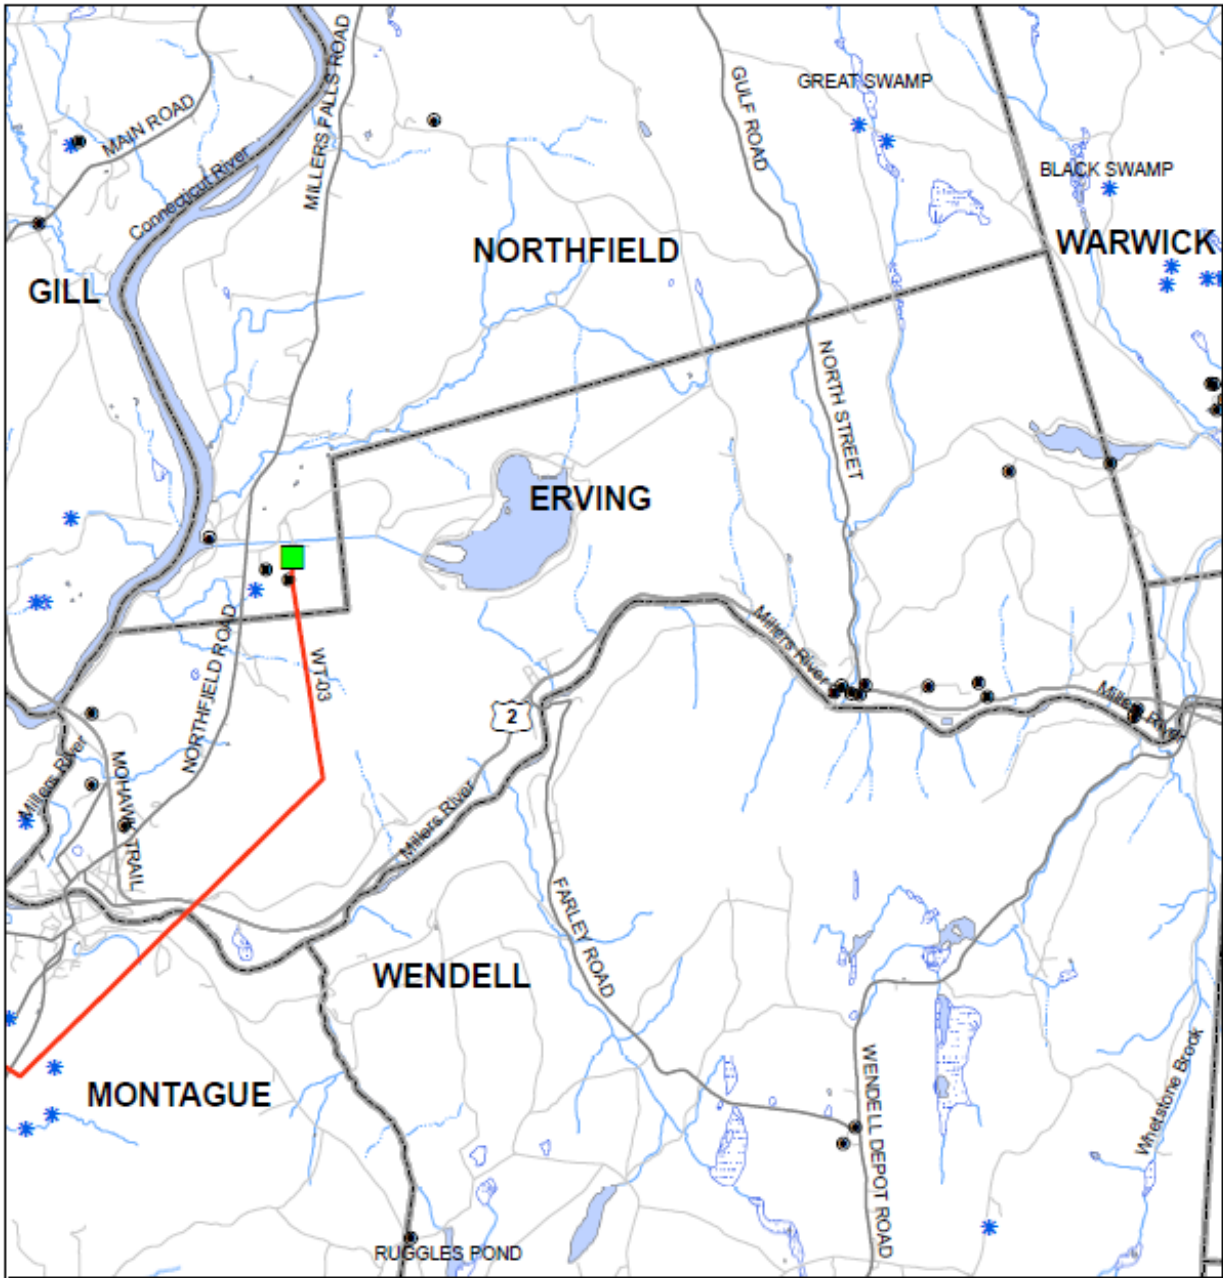 MAIN ROAD
MILLERS FALLS ROAD
GULF ROAD
GREAT SWAMP
BLACK SWAMP
Connecticut River
NORTHFIELD
WARWICK
GILL
NORTH STREET
ERVING
NORTHFIELD ROAD
WT-03
Millers River
Millers River
2
MOHAWK TRAIL
Millers River
Millers River
FARLEY ROAD
WENDELL
MONTAGUE
WENDELL DEPOT ROAD
Whetstone Brook
RUGGLES POND